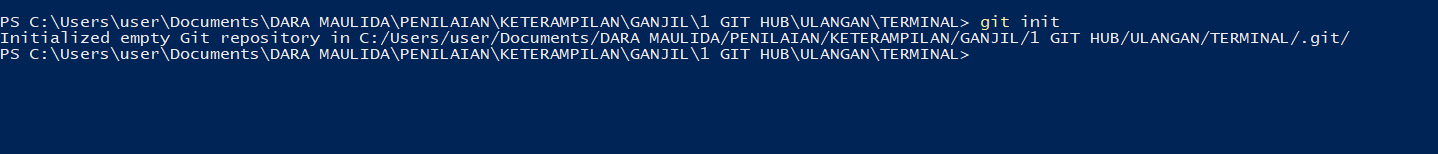 PS C:\Users\user\Documents\DARA MAULIDA\PENILAIAN\KETERAMPILAN\GANJIL\1 GIT HUB\ULANGAN\TERMINAL> git init
Initialized empty Git repository in C:/Users/user/Documents/DARA MAULIDA/PENILAIAN/KETERAMPILAN/GANJIL/1 GIT HUB/ULANGAN/TERMINAL/.git/
PS C:\Users\user\Documents\DARA MAULIDA\PENILAIAN\KETERAMPILAN\GANJIL\1 GIT HUB\ULANGAN\TERMINAL>